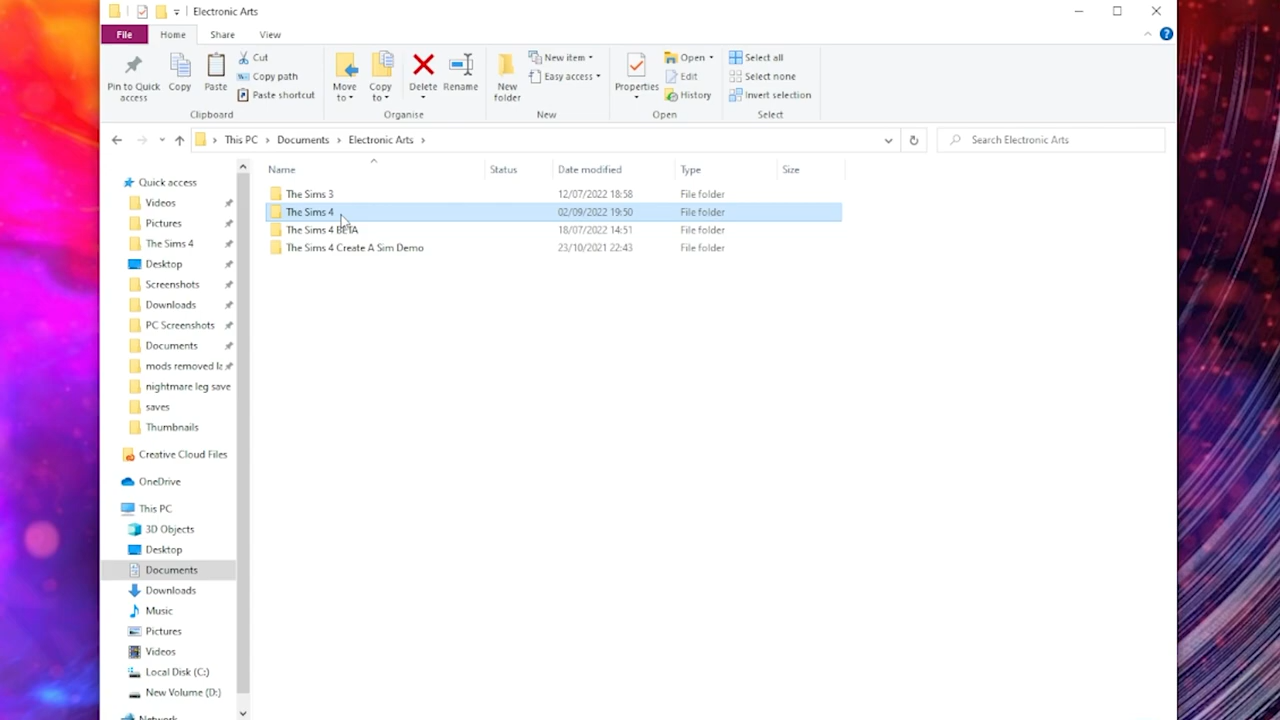 Electronic Arts
File Home Share View
Pin to Quick access
Copy
Paste
Cut
Copy path
Paste shortcut
Clipboard
Move to
Copy to
Delete
Rename
Organise
New folder
New item
Easy access
New
Properties
Open
Edit
History
Open
Select all
Select none
Invert selection
Select
This PC > Documents > Electronic Arts >
Search Electronic Arts
Name Status Date modified Type Size
The Sims 3 12/07/2022 18:58 File folder
The Sims 4 02/09/2022 19:50 File folder
The Sims 4 BETA 18/07/2022 14:51 File folder
The Sims 4 Create A Sim Demo 23/10/2021 22:43 File folder
Quick access
Videos
Pictures
The Sims 4
Desktop
Screenshots
Downloads
PC Screenshots
Documents
mods removed
nightmare leg save
saves
Thumbnails
Creative Cloud Files
OneDrive
This PC
3D Objects
Desktop
Documents
Downloads
Music
Pictures
Videos
Local Disk (C:)
New Volume (D:)
Network